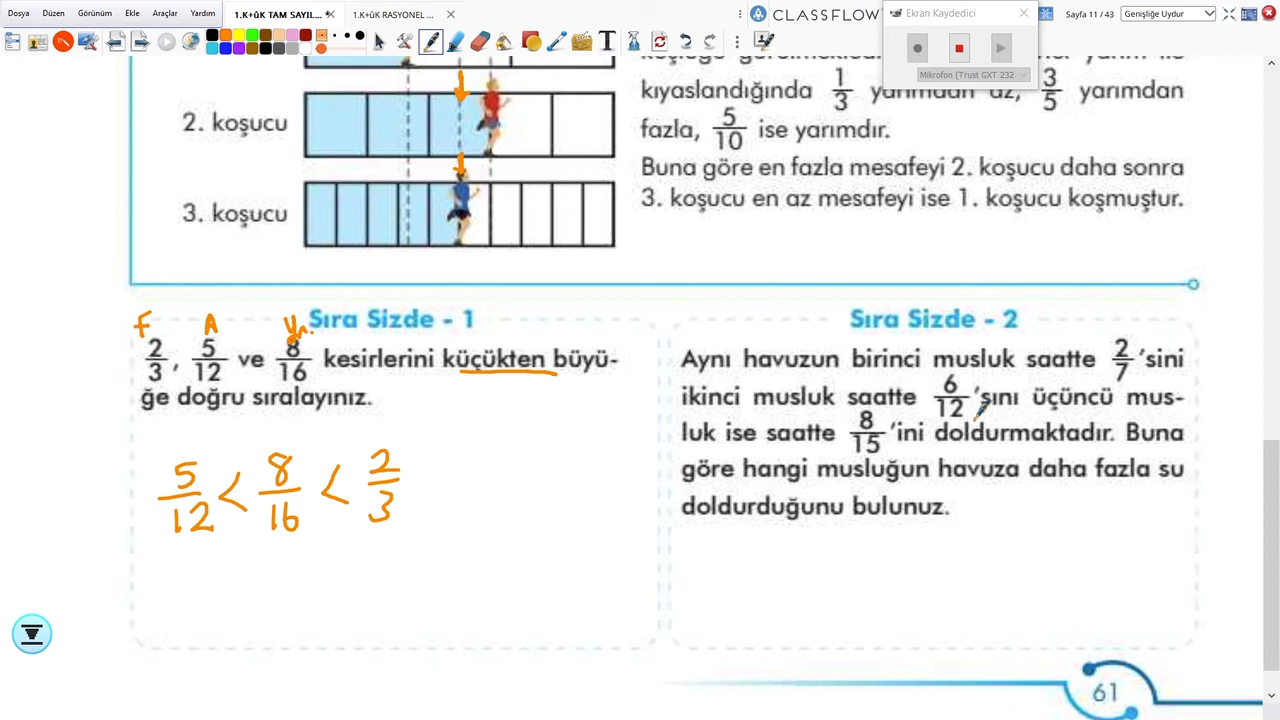 Dosya Düzen Görünüm Ekle Araçlar Yardım
1.K+ûK TAM SAYIL...*
1.K+ûK RASYONEL ...
CLASSFLOW
Ekran Kaydedici
Sayfa 11 / 43
Genişliğe Uydur
Mikrofon (Trust GXT 232
2. koşucu
3. koşucu
kıyaslandığında 1/3 yarımdan az, 3/5 yarımdan
fazla, 5/10 ise yarımdır.
Buna göre en fazla mesafeyi 2. koşucu daha sonra
3. koşucu en az mesafeyi ise 1. koşucu koşmuştur.
F A Yr.
Sıra Sizde - 1
2/3, 5/12 ve 8/16 kesirlerini küçükten büyü-
ğe doğru sıralayınız.
5/12 < 8/16 < 2/3
Sıra Sizde - 2
Aynı havuzun birinci musluk saatte 2/7'sini
ikinci musluk saatte 6/12'sını üçüncü mus-
luk ise saatte 8/15'ini doldurmaktadır. Buna
göre hangi musluğun havuza daha fazla su
doldurduğunu bulunuz.
61